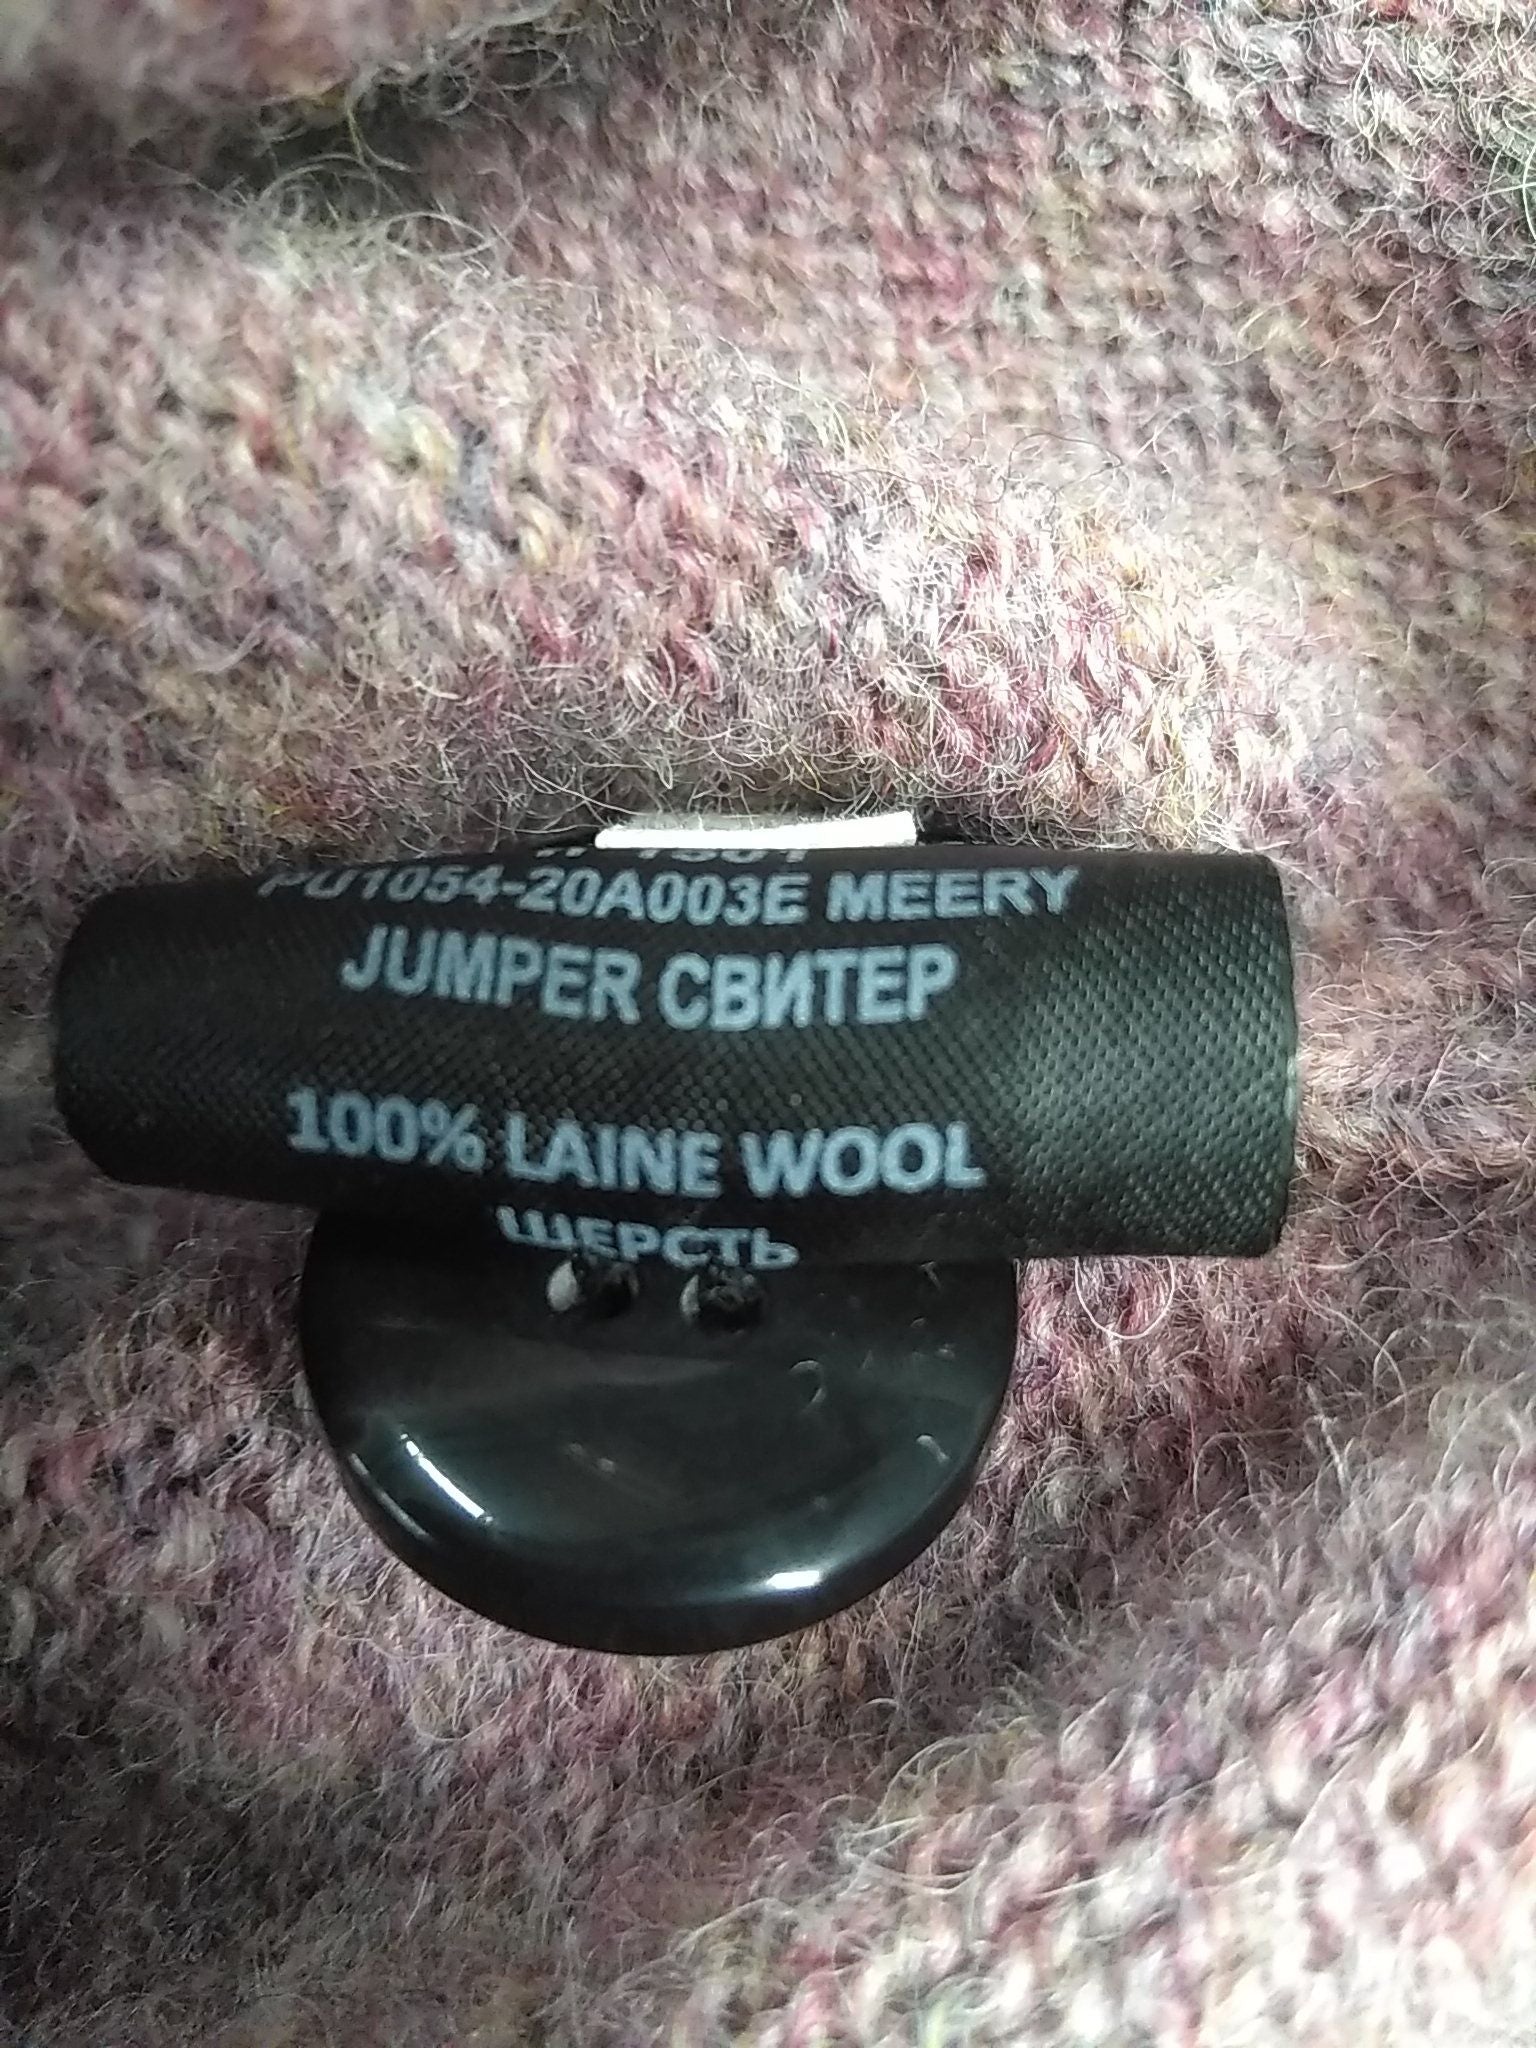 PU1054-20A003E MEERY
JUMPER СВИТЕР
100% LAINE WOOL
ШЕРСТЬ